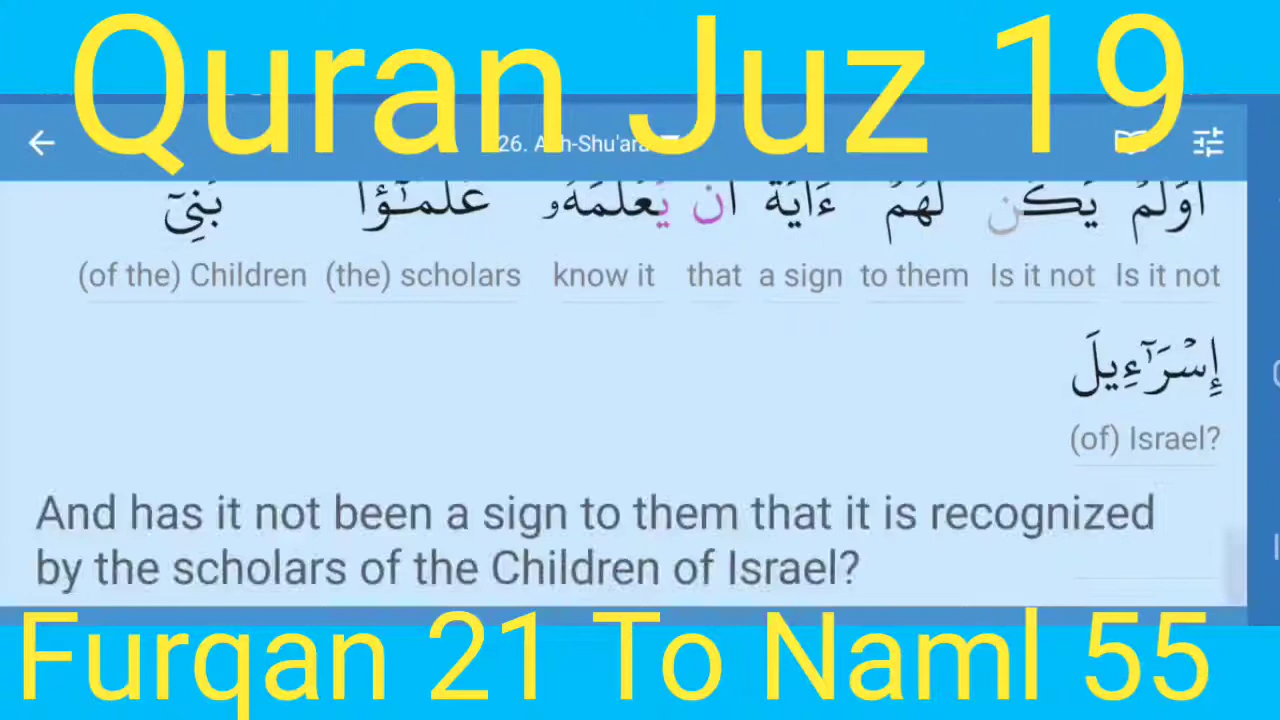 Quran Juz 19
26. Ash-Shu'ara
أَوَلَمْ يَكُن لَّهُمْ ءَايَةً أَن يَعْلَمَهُۥ عُلَمَـٰٓؤُا۟ بَنِىٓ
(of the) Children (the) scholars know it that a sign to them Is it not Is it not
إِسْرَٰٓءِيلَ
(of) Israel?
And has it not been a sign to them that it is recognized
by the scholars of the Children of Israel?
Furqan 21 To Naml 55